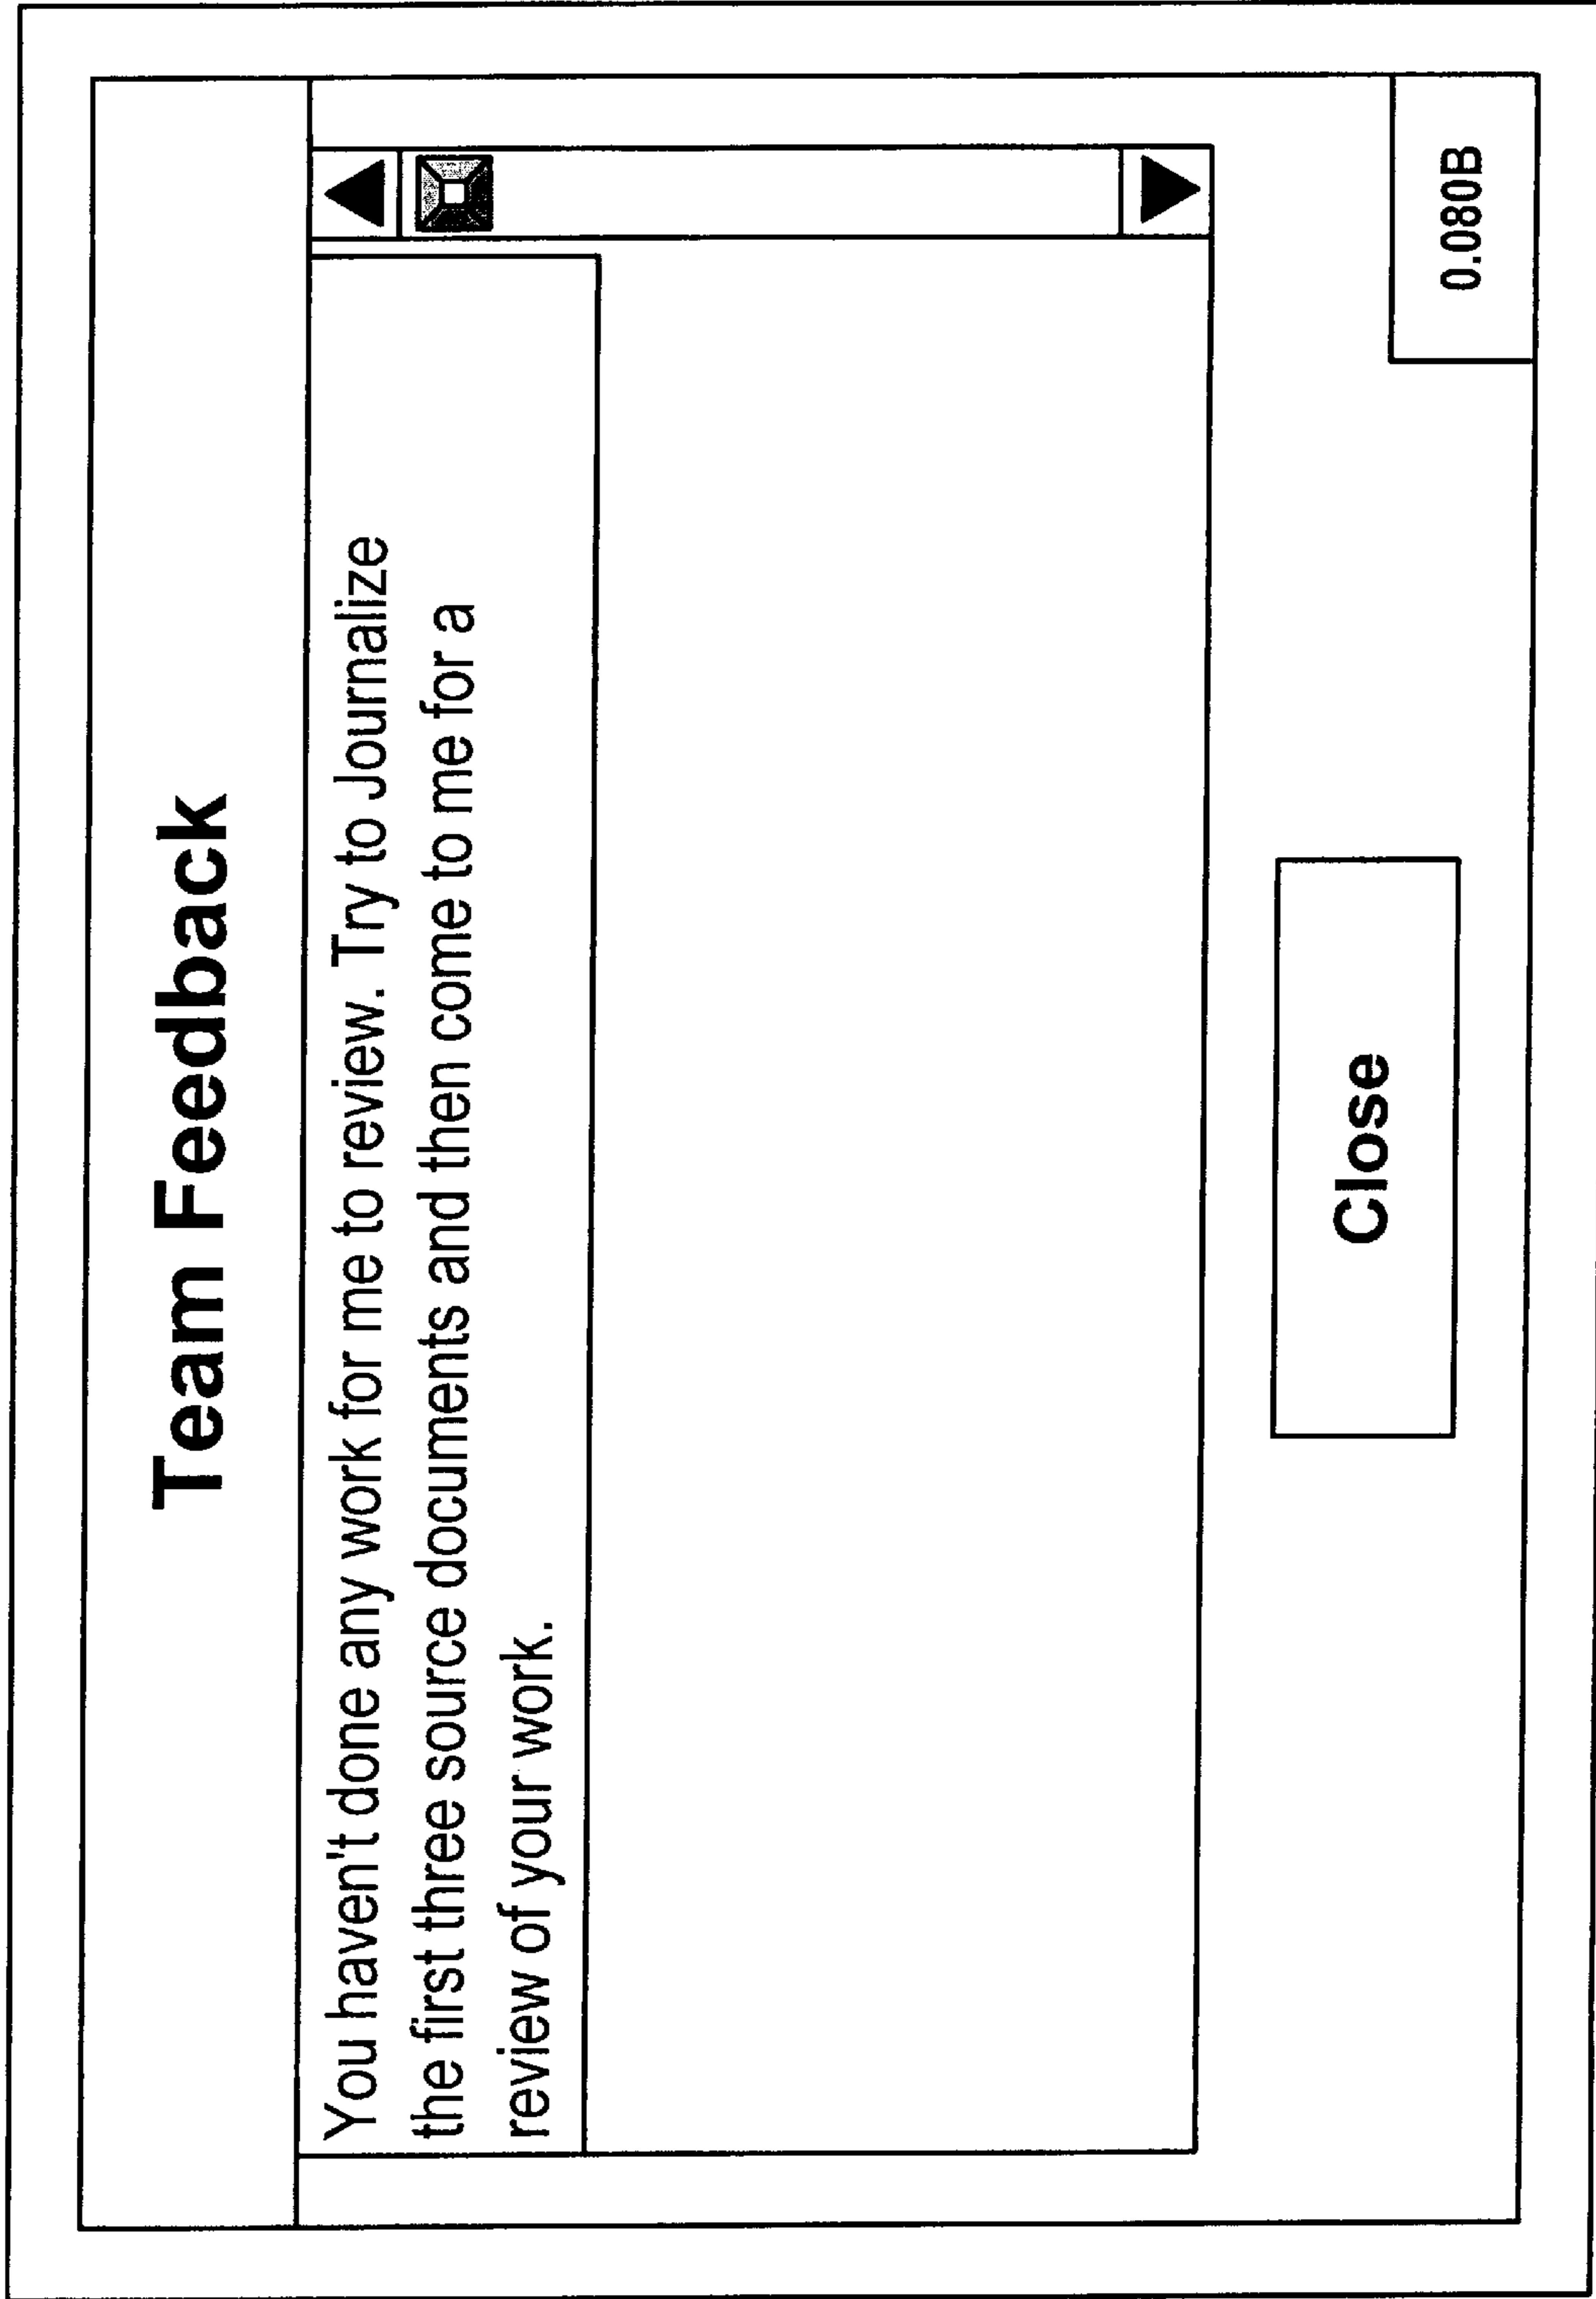 Team Feedback
You haven't done any work for me to review. Try to Journalize
the first three source documents and then come to me for a
review of your work.
Close
0.080B